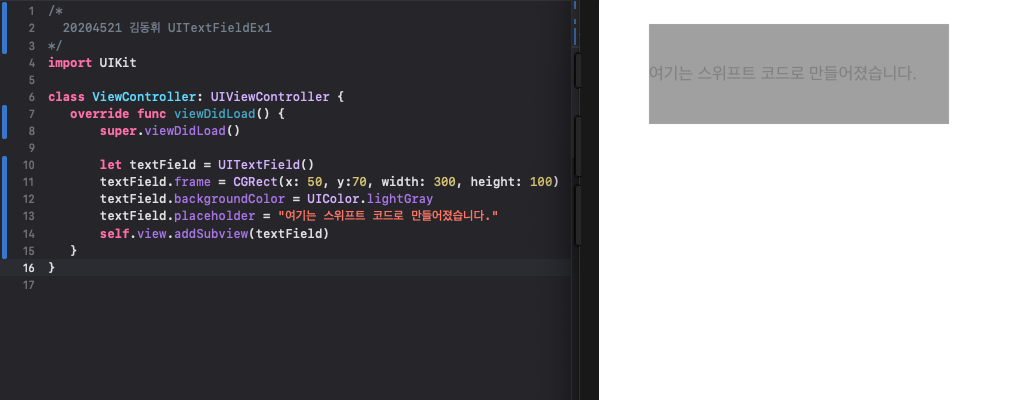 1 /*
2 20204521 김동휘 UITextFieldEx1
3 */
4 import UIKit
5
6 class ViewController: UIViewController {
7 override func viewDidLoad() {
8 super.viewDidLoad()
9
10 let textField = UITextField()
11 textField.frame = CGRect(x: 50, y:70, width: 300, height: 100)
12 textField.backgroundColor = UIColor.lightGray
13 textField.placeholder = "여기는 스위프트 코드로 만들어졌습니다."
14 self.view.addSubview(textField)
15 }
16 }
17
여기는 스위프트 코드로 만들어졌습니다.